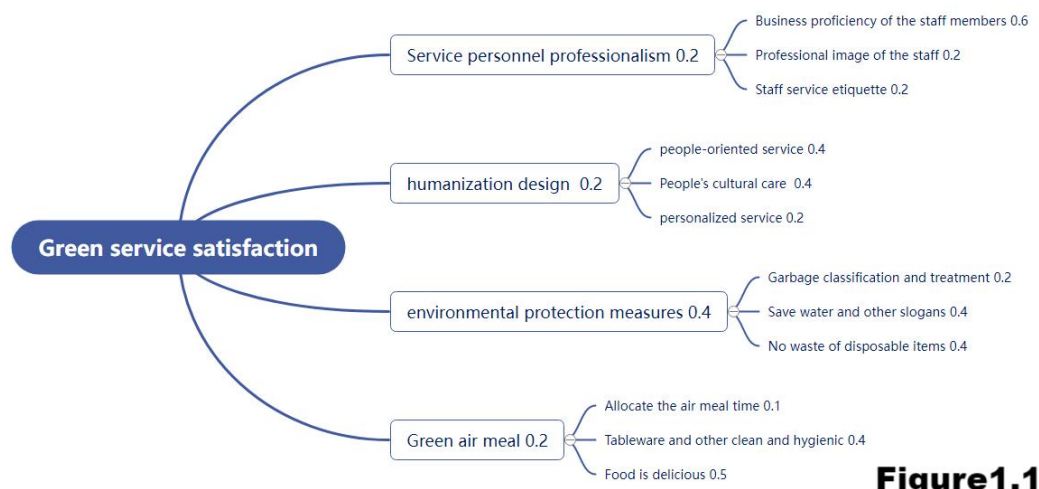 Green service satisfaction
Service personnel professionalism 0.2
Business proficiency of the staff members 0.6
Professional image of the staff 0.2
Staff service etiquette 0.2
humanization design 0.2
people-oriented service 0.4
People's cultural care 0.4
personalized service 0.2
environmental protection measures 0.4
Garbage classification and treatment 0.2
Save water and other slogans 0.4
No waste of disposable items 0.4
Green air meal 0.2
Allocate the air meal time 0.1
Tableware and other clean and hygienic 0.4
Food is delicious 0.5
Figure1.1